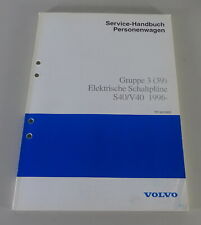 Service-Handbuch
Personenwagen
Gruppe 3 (39)
Elektrische Schaltpläne
S40/V40 1996-
VOLVO